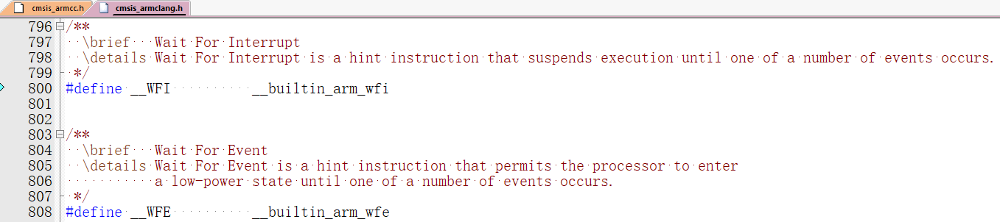 cmsis_armcc.h cmsis_armclang.h
796 /**
797 \brief Wait For Interrupt
798 \details Wait For Interrupt is a hint instruction that suspends execution until one of a number of events occurs.
799 */
800 #define __WFI __builtin_arm_wfi
801
802
803 /**
804 \brief Wait For Event
805 \details Wait For Event is a hint instruction that permits the processor to enter
806 a low-power state until one of a number of events occurs.
807 */
808 #define __WFE __builtin_arm_wfe